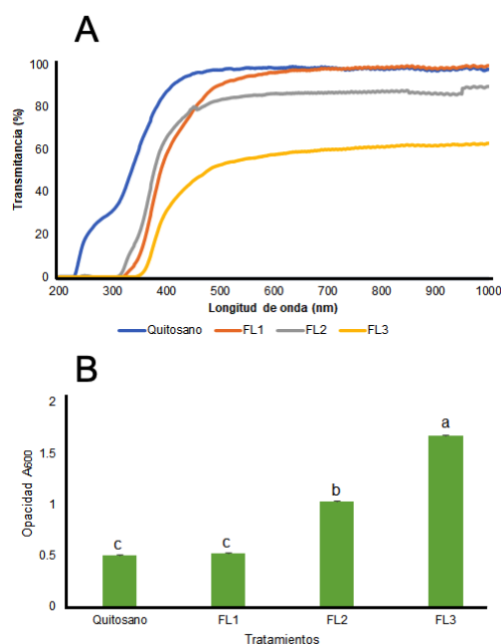 A
Transmitancia (%)
100
80
60
40
20
0
200 300 400 500 600 700 800 900 1000
Longitud de onda (nm)
Quitosano FL1 FL2 FL3
B
Opacidad A600
2
1.5
1
0.5
0
c c b a
Quitosano FL1 FL2 FL3
Tratamientos